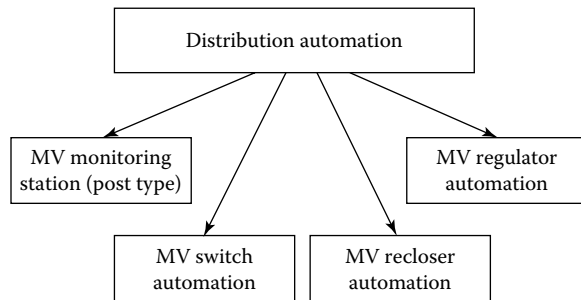 Distribution automation
MV monitoring
station (post type)
MV regulator
automation
MV switch
automation
MV recloser
automation